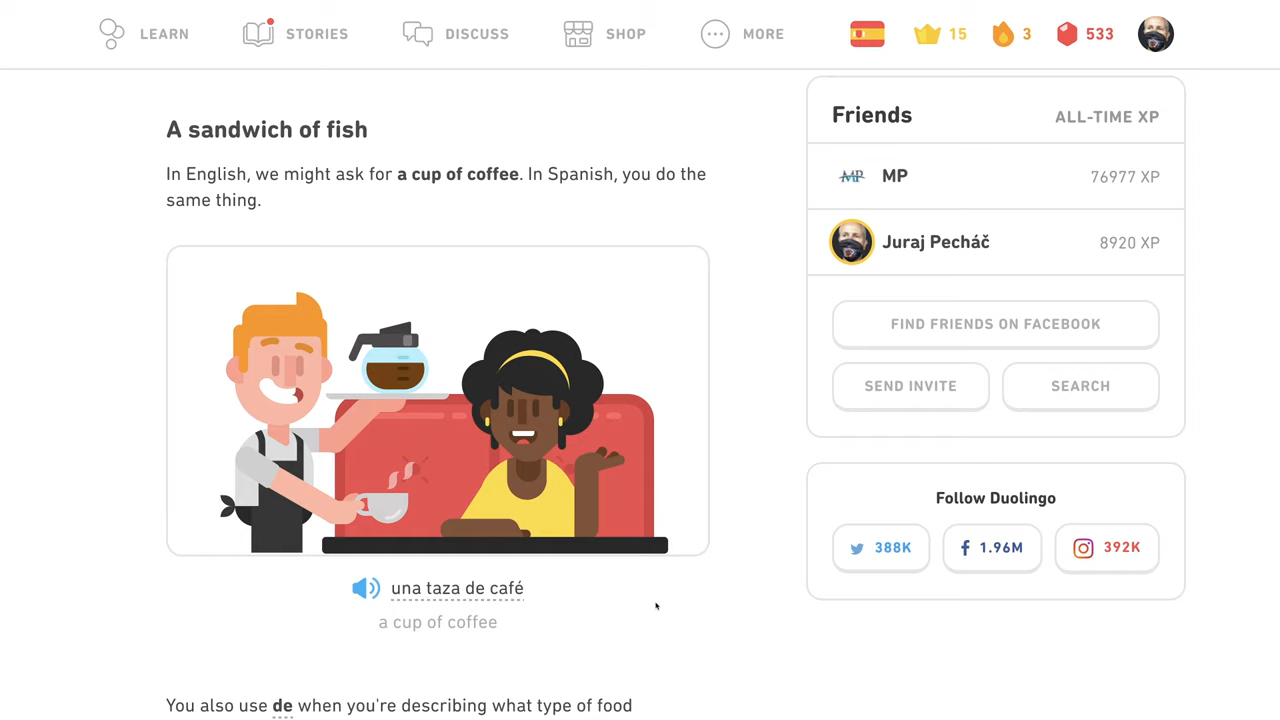 LEARN
STORIES
DISCUSS
SHOP
MORE
15
3
533
A sandwich of fish
In English, we might ask for a cup of coffee. In Spanish, you do the
same thing.
una taza de café
a cup of coffee
You also use de when you're describing what type of food
Friends
ALL-TIME XP
MP
MP
76977 XP
Juraj Pecháč
8920 XP
FIND FRIENDS ON FACEBOOK
SEND INVITE
SEARCH
Follow Duolingo
388K
1.96M
392K